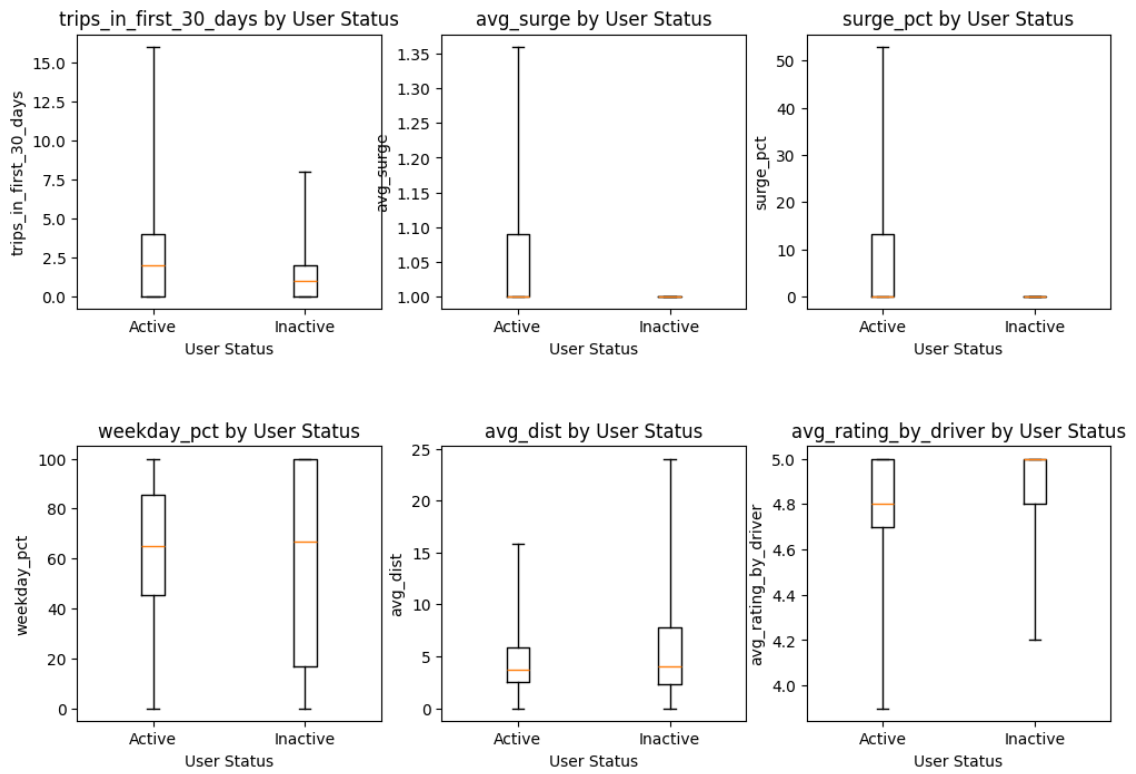 trips_in_first_30_days by User Status
trips_in_first_30_days
15.0
12.5
10.0
7.5
5.0
2.5
0.0
Active
Inactive
User Status
avg_surge by User Status
avg_surge
1.35
1.30
1.25
1.20
1.15
1.10
1.05
1.00
Active
Inactive
User Status
surge_pct by User Status
surge_pct
50
40
30
20
10
0
Active
Inactive
User Status
weekday_pct by User Status
weekday_pct
100
80
60
40
20
0
Active
Inactive
User Status
avg_dist by User Status
avg_dist
25
20
15
10
5
0
Active
Inactive
User Status
avg_rating_by_driver by User Status
avg_rating_by_driver
5.0
4.8
4.6
4.4
4.2
4.0
Active
Inactive
User Status